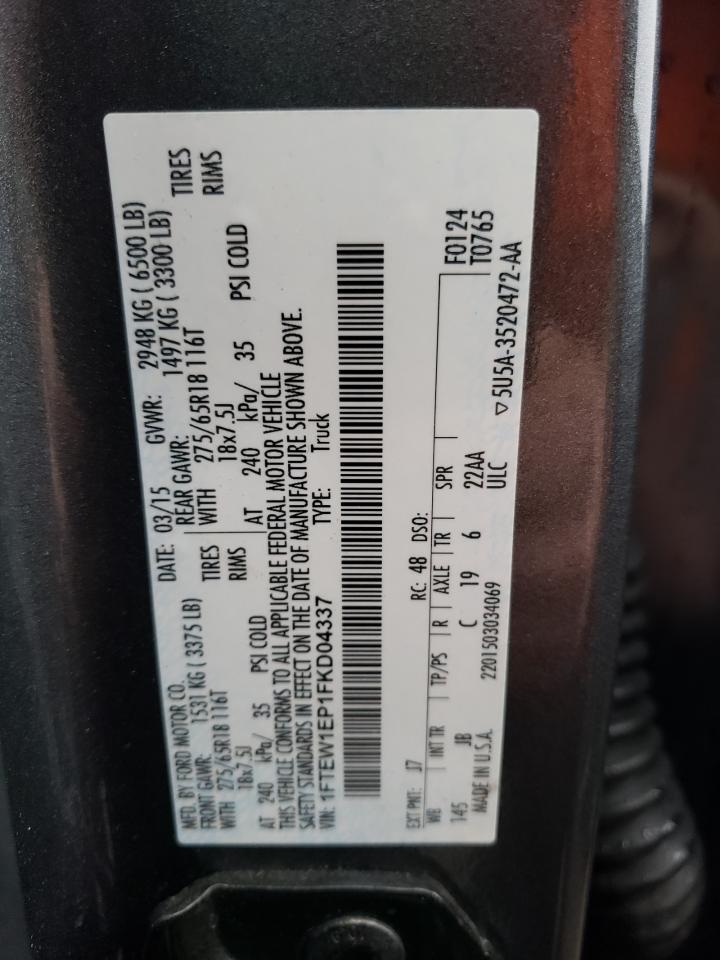 MFD. BY FORD MOTOR CO. DATE: 03/15 GVWR: 2948 KG ( 6500 LB)
FRONT GAWR: 1531 KG ( 3375 LB) REAR GAWR: 1497 KG ( 3300 LB)
WITH 275/65R18 116T TIRES WITH 275/65R18 116T TIRES
18x7.5J RIMS 18x7.5J RIMS
AT 240 kPa/ 35 PSI COLD AT 240 kPa/ 35 PSI COLD
THIS VEHICLE CONFORMS TO ALL APPLICABLE FEDERAL MOTOR VEHICLE
SAFETY STANDARDS IN EFFECT ON THE DATE OF MANUFACTURE SHOWN ABOVE.
VIN: 1FTEW1EP1FKD04337 TYPE: Truck
EXT PNT: J7 RC: 48 DSO: F0124
WB INT TR TP/PS R AXLE TR SPR T0765
145 JB C 19 6 22AA
MADE IN U.S.A. 2201503034069 ULC ▽5U5A-3520472-AA